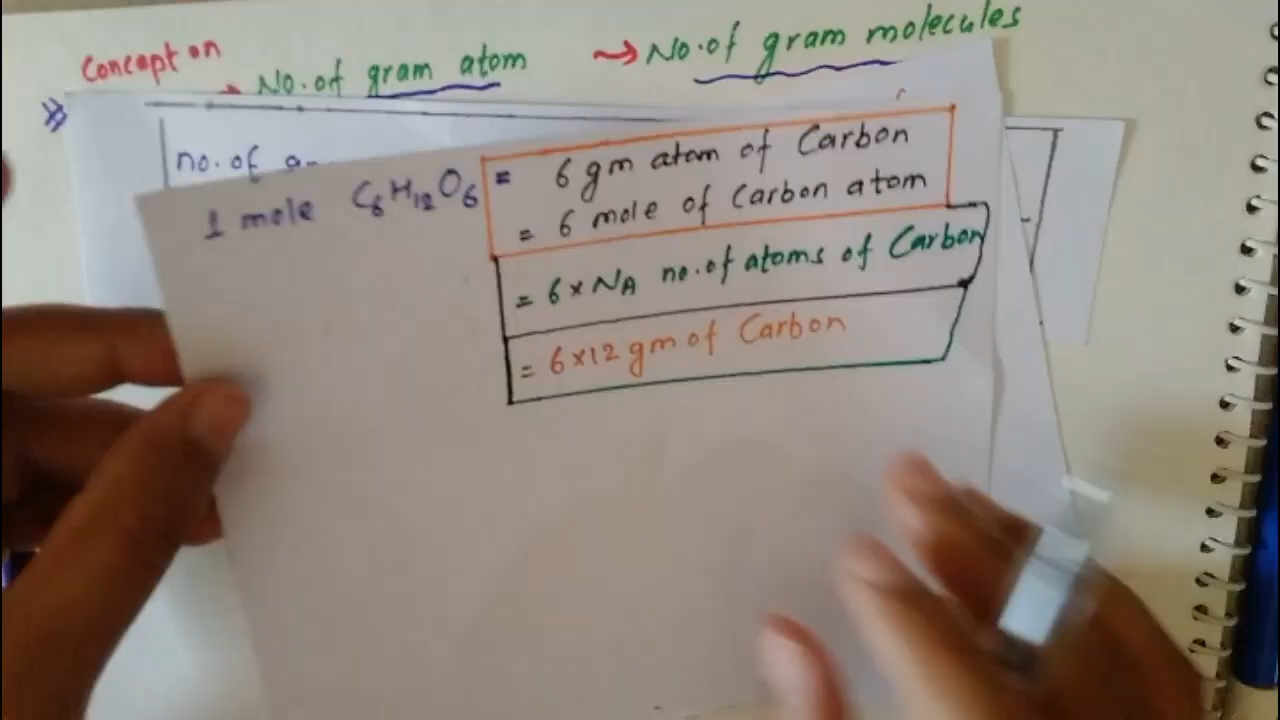 Concept on
→ No. of gram atom → No. of gram molecules
no. of
1 mole C₆H₁₂O₆ = 6 gm atom of Carbon
= 6 mole of Carbon atom
= 6 × NA no. of atoms of Carbon
= 6×12 gm of Carbon